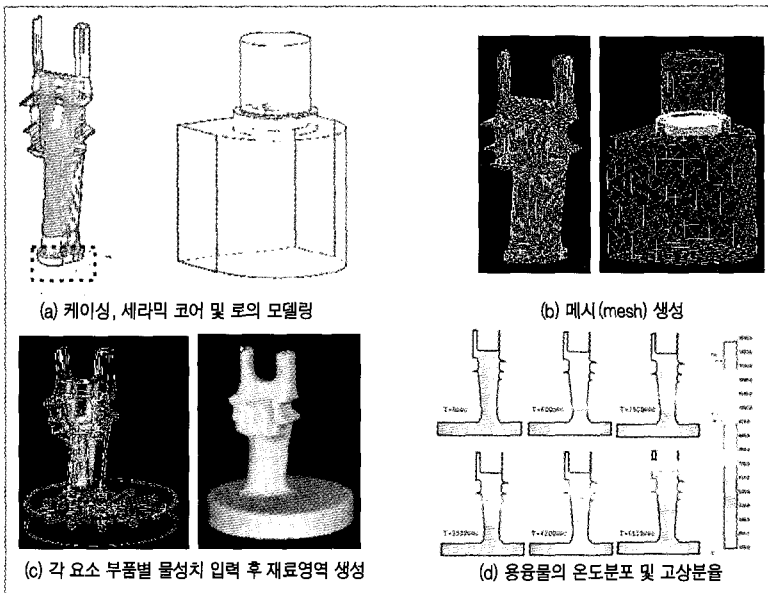 (a) 케이싱, 세라믹 코어 및 로의 모델링
(b) 메시(mesh) 생성
(c) 각 요소 부품별 물성치 입력 후 재료영역 생성
(d) 용융물의 온도분포 및 고상분율